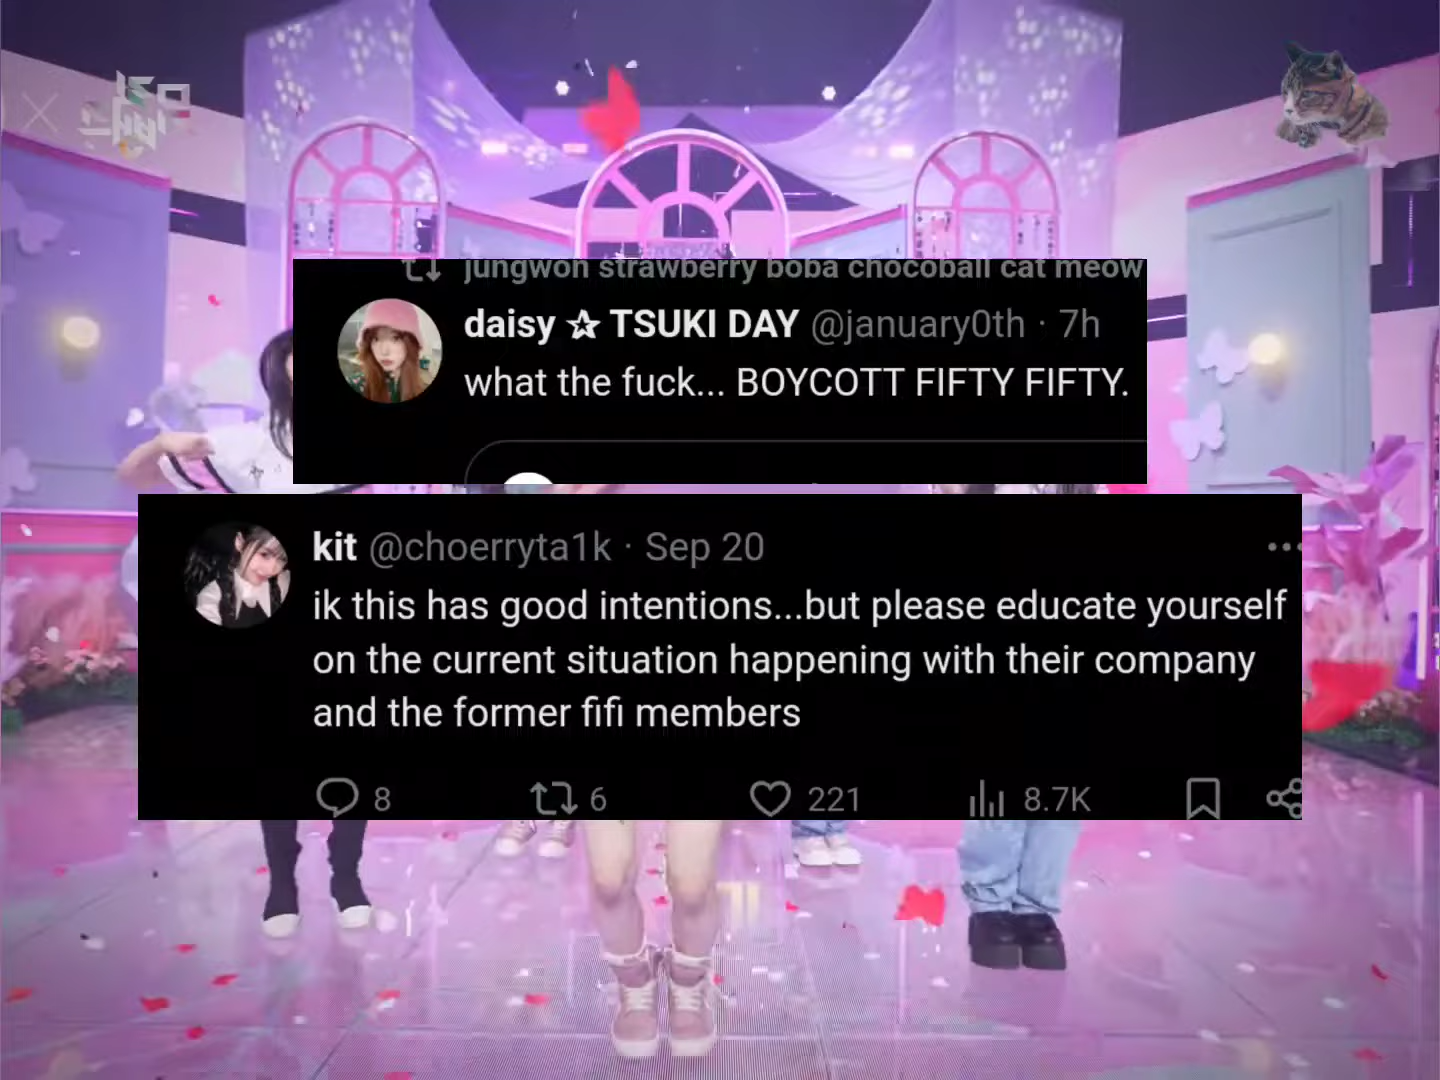 jungwon strawberry boba chocoball cat meow
daisy ☆ TSUKI DAY @january0th · 7h
what the fuck... BOYCOTT FIFTY FIFTY.
kit @choerryta1k · Sep 20
ik this has good intentions...but please educate yourself
on the current situation happening with their company
and the former fifi members
8 6 221 8.7K